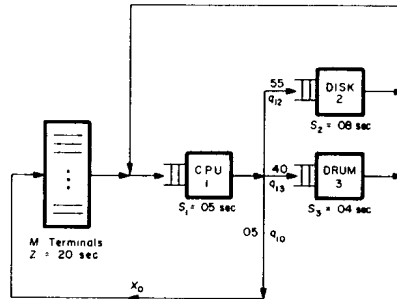 55
q12
DISK
2
S2 = .08 sec
CPU
1
S1 = .05 sec
40
q13
DRUM
3
S3 = .04 sec
.05
q10
M Terminals
Z = 20 sec
X0